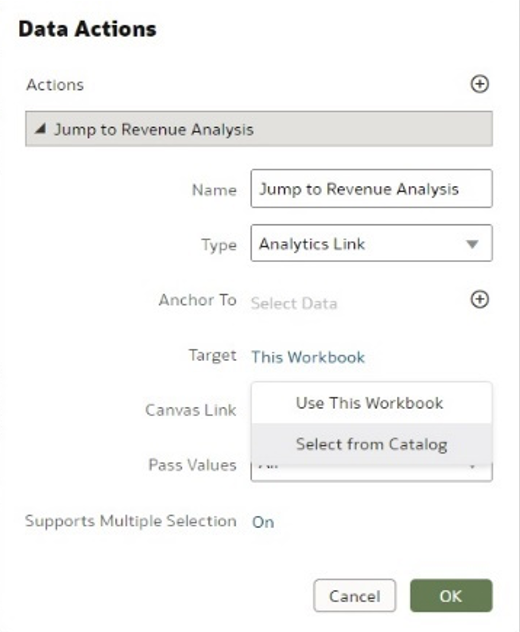 Data Actions
Actions
Jump to Revenue Analysis
Name Jump to Revenue Analysis
Type Analytics Link
Anchor To Select Data
Target This Workbook
Use This Workbook
Canvas Link
Select from Catalog
Pass Values
Supports Multiple Selection On
Cancel OK